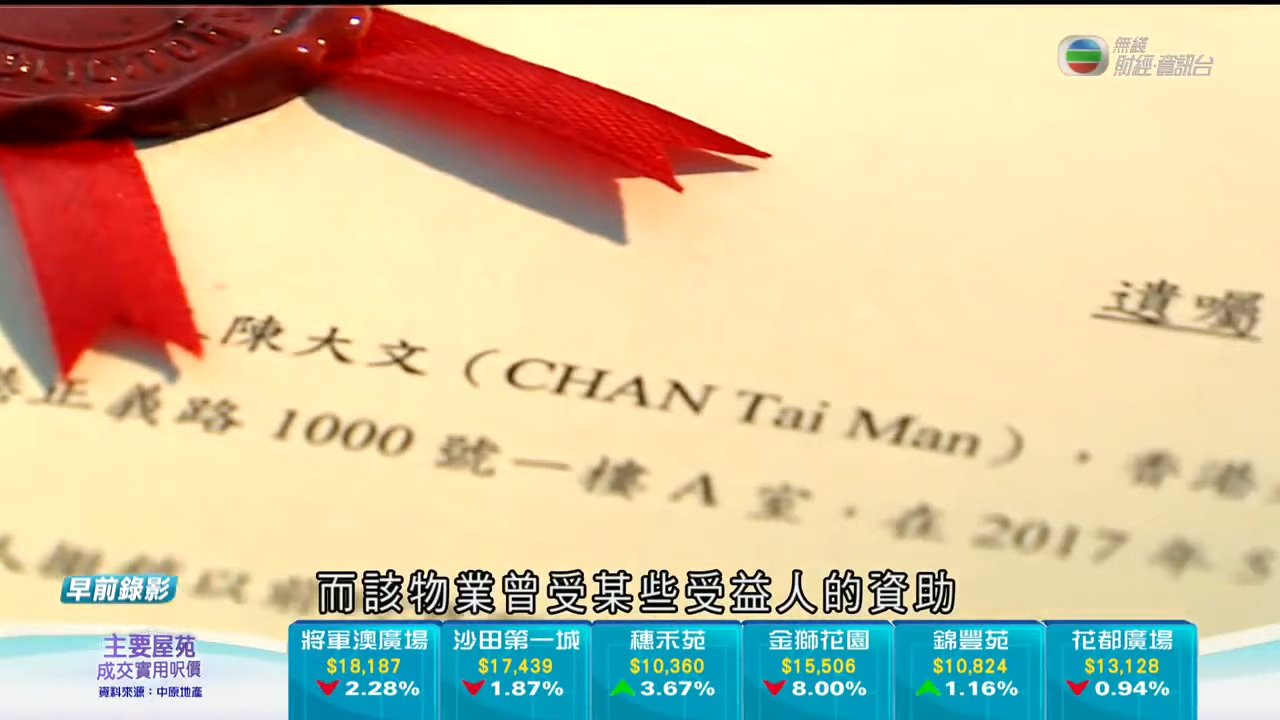 無綫
財經·資訊台
遺囑
陳大文（CHAN Tai Man），香港
港正義路 1000 號一樓 A 室，在 2017 年 5
早前錄影
而該物業曾受某些受益人的資助
主要屋苑
成交實用呎價
資料來源：中原地產
將軍澳廣場 沙田第一城 穗禾苑 金獅花園 錦豐苑 花都廣場
$18,187 $17,439 $10,360 $15,506 $10,824 $13,128
2.28% 1.87% 3.67% 8.00% 1.16% 0.94%